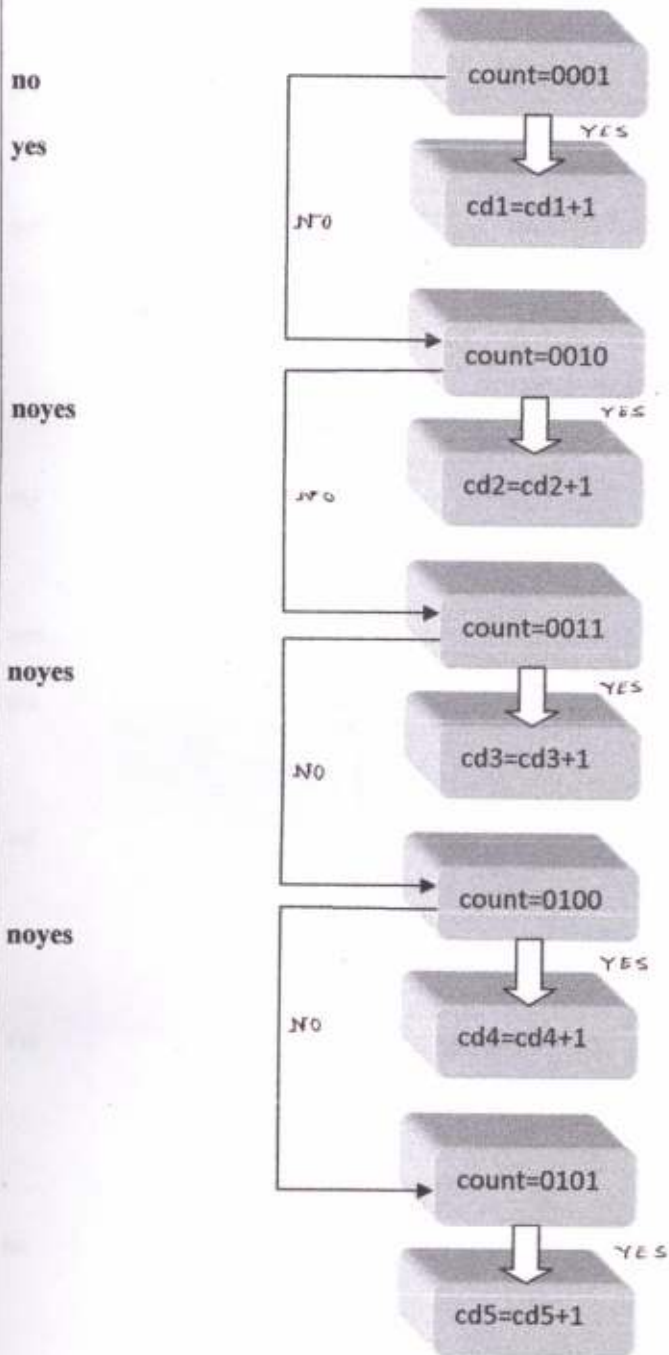 no
count=0001
YES
yes
cd1=cd1+1
NO
count=0010
noyes
YES
cd2=cd2+1
NO
count=0011
noyes
YES
cd3=cd3+1
NO
count=0100
noyes
YES
NO
cd4=cd4+1
count=0101
YES
cd5=cd5+1